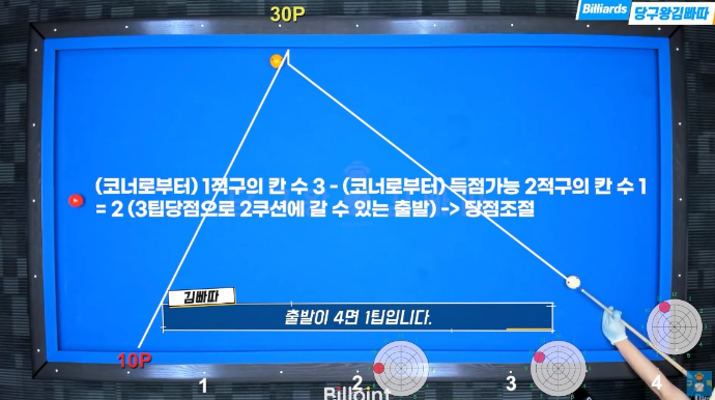 30P
Billiards 당구왕김빠따
(코너로부터) 1적구의 칸 수 3 - (코너로부터) 득점가능 2적구의 칸 수 1
= 2 (3팁당점으로 2쿠션에 갈 수 있는 출발) -> 당점조절
김빠따
출발이 4면 1팁입니다.
10P
1 2 3 4
Billpoint